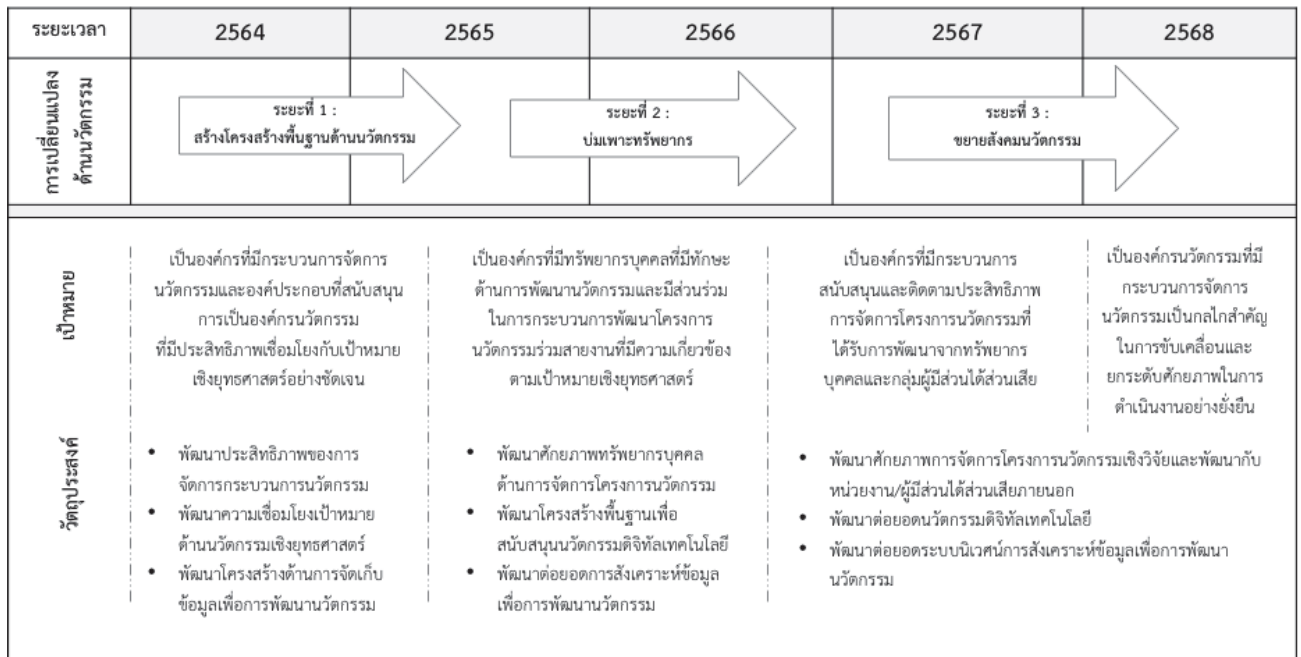 ระยะเวลา
2564
2565
2566
2567
2568
การเปลี่ยนแปลง
ด้านนวัตกรรม
ระยะที่ 1 :
สร้างโครงสร้างพื้นฐานด้านนวัตกรรม
ระยะที่ 2 :
บ่มเพาะทรัพยากร
ระยะที่ 3 :
ขยายสังคมนวัตกรรม
เป้าหมาย
เป็นองค์กรที่มีกระบวนการจัดการ
นวัตกรรมและองค์ประกอบที่สนับสนุน
การเป็นองค์กรนวัตกรรม
ที่มีประสิทธิภาพเชื่อมโยงกับเป้าหมาย
เชิงยุทธศาสตร์อย่างชัดเจน
เป็นองค์กรที่มีทรัพยากรบุคคลที่มีทักษะ
ด้านการพัฒนานวัตกรรมและมีส่วนร่วม
ในการกระบวนการพัฒนาโครงการ
นวัตกรรมร่วมสายงานที่มีความเกี่ยวข้อง
ตามเป้าหมายเชิงยุทธศาสตร์
เป็นองค์กรที่มีกระบวนการ
สนับสนุนและติดตามประสิทธิภาพ
การจัดการโครงการนวัตกรรมที่
ได้รับการพัฒนาจากทรัพยากร
บุคคลและกลุ่มผู้มีส่วนได้ส่วนเสีย
เป็นองค์กรนวัตกรรมที่มี
กระบวนการจัดการ
นวัตกรรมเป็นกลไกสำคัญ
ในการขับเคลื่อนและ
ยกระดับศักยภาพในการ
ดำเนินงานอย่างยั่งยืน
วัตถุประสงค์
• พัฒนาประสิทธิภาพของการ
จัดการกระบวนการนวัตกรรม
• พัฒนาความเชื่อมโยงเป้าหมาย
ด้านนวัตกรรมเชิงยุทธศาสตร์
• พัฒนาโครงสร้างด้านการจัดเก็บ
ข้อมูลเพื่อการพัฒนานวัตกรรม
• พัฒนาศักยภาพทรัพยากรบุคคล
ด้านการจัดการโครงการนวัตกรรม
• พัฒนาโครงสร้างพื้นฐานเพื่อ
สนับสนุนนวัตกรรมดิจิทัลเทคโนโลยี
• พัฒนาต่อยอดการสังเคราะห์ข้อมูล
เพื่อการพัฒนานวัตกรรม
• พัฒนาศักยภาพการจัดการโครงการนวัตกรรมเชิงวิจัยและพัฒนากับ
หน่วยงาน/ผู้มีส่วนได้ส่วนเสียภายนอก
• พัฒนาต่อยอดนวัตกรรมดิจิทัลเทคโนโลยี
• พัฒนาต่อยอดระบบนิเวศน์การสังเคราะห์ข้อมูลเพื่อการพัฒนา
นวัตกรรม